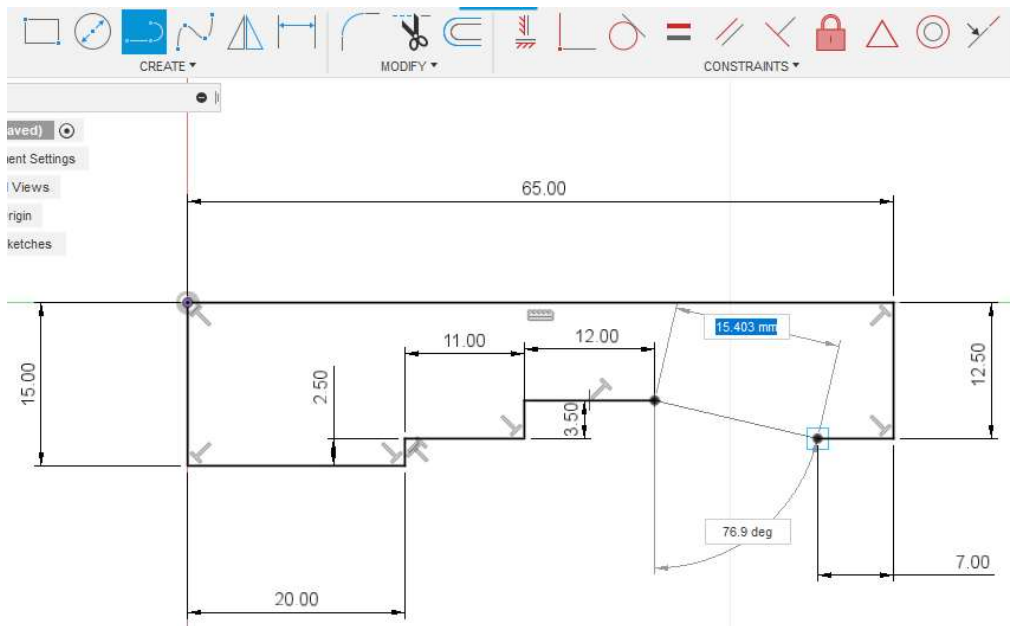 CREATE ▾
MODIFY ▾
CONSTRAINTS ▾
aved)
ent Settings
Views
rigin
ketches
65.00
15.403 mm
11.00
12.00
15.00
2.50
3.50
12.50
76.9 deg
7.00
20.00